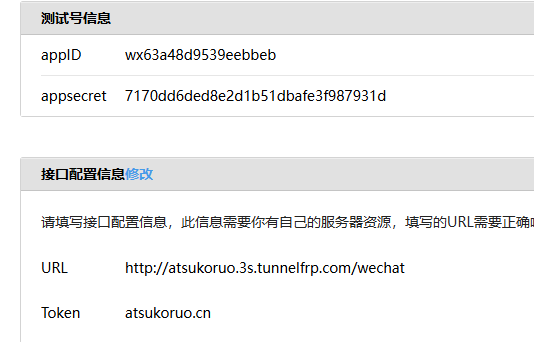 测试号信息
appID wx63a48d9539eebbeb
appsecret 7170dd6ded8e2d1b51dbafe3f987931d
接口配置信息修改
请填写接口配置信息，此信息需要你有自己的服务器资源，填写的URL需要正确响
URL http://atsukoruo.3s.tunnelfrp.com/wechat
Token atsukoruo.cn